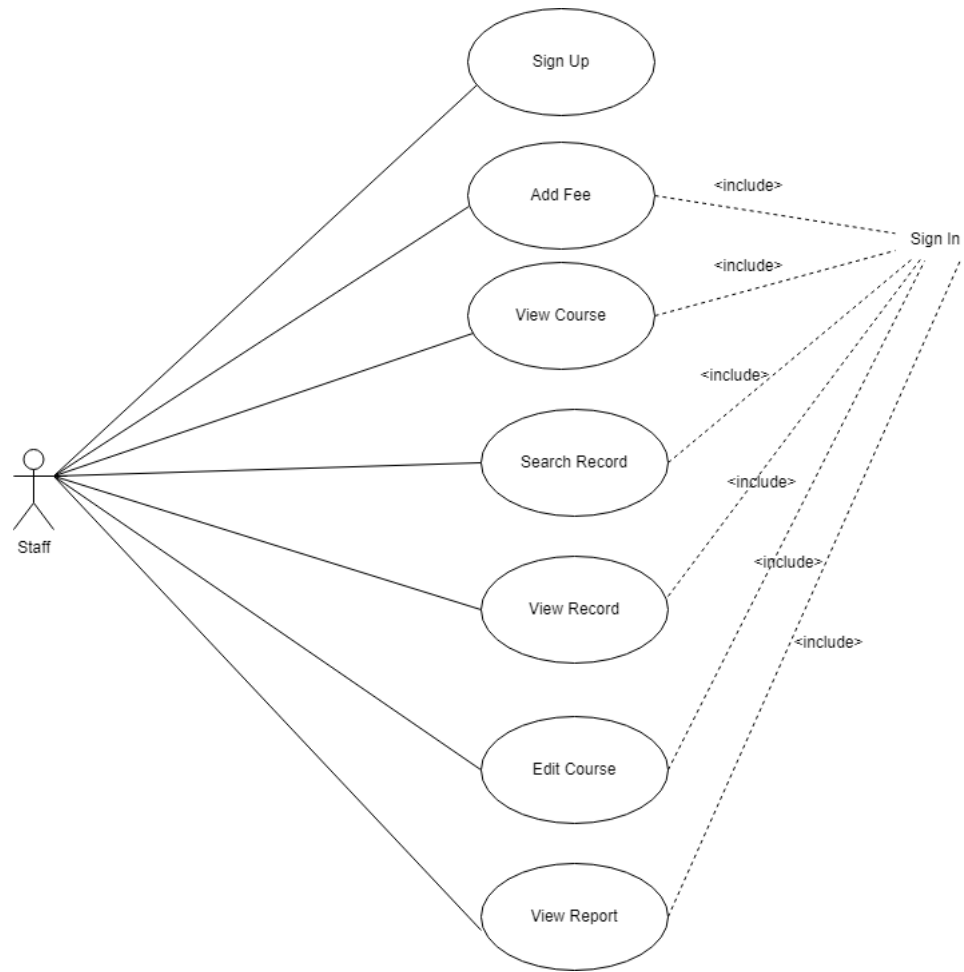 Sign Up
Add Fee
<include>
Sign In
View Course
<include>
<include>
Search Record
<include>
Staff
<include>
View Record
<include>
Edit Course
View Report